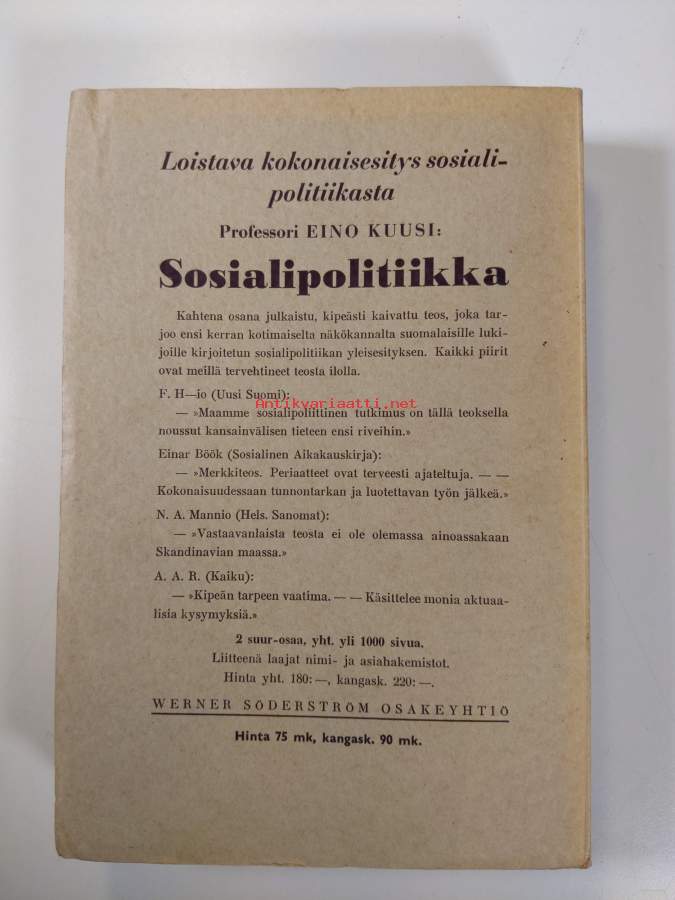 Loistava kokonaisesitys sosiali-
politiikasta
Professori EINO KUUSI:
Sosialipolitiikka
Kahtena osana julkaistu, kipeästi kaivattu teos, joka tar-
joo ensi kerran kotimaiselta näkökannalta suomalaisille luki-
joille kirjoitetun sosialipolitiikan yleisesityksen. Kaikki piirit
ovat meillä tervehtineet teosta ilolla.
F. H—io (Uusi Suomi):
Antikvariaatti.net
— »Maamme sosialipoliittinen tutkimus on tällä teoksella
noussut kansainvälisen tieteen ensi riveihin.»
Einar Böök (Sosialinen Aikakauskirja):
— »Merkkiteos. Periaatteet ovat terveesti ajateltuja. — —
Kokonaisuudessaan tunnontarkan ja luotettavan työn jälkeä.»
N. A. Mannio (Hels. Sanomat):
— »Vastaavanlaista teosta ei ole olemassa ainoassakaan
Skandinavian maassa.»
A. A. R. (Kaiku):
— »Kipeän tarpeen vaatima. — — Käsittelee monia aktuaa-
lisia kysymyksiä.»
2 suur-osaa, yht. yli 1000 sivua.
Liitteenä laajat nimi- ja asiahakemistot.
Hinta yht. 180: —, kangask. 220: —.
WERNER SÖDERSTRÖM OSAKEYHTIÖ
Hinta 75 mk, kangask. 90 mk.